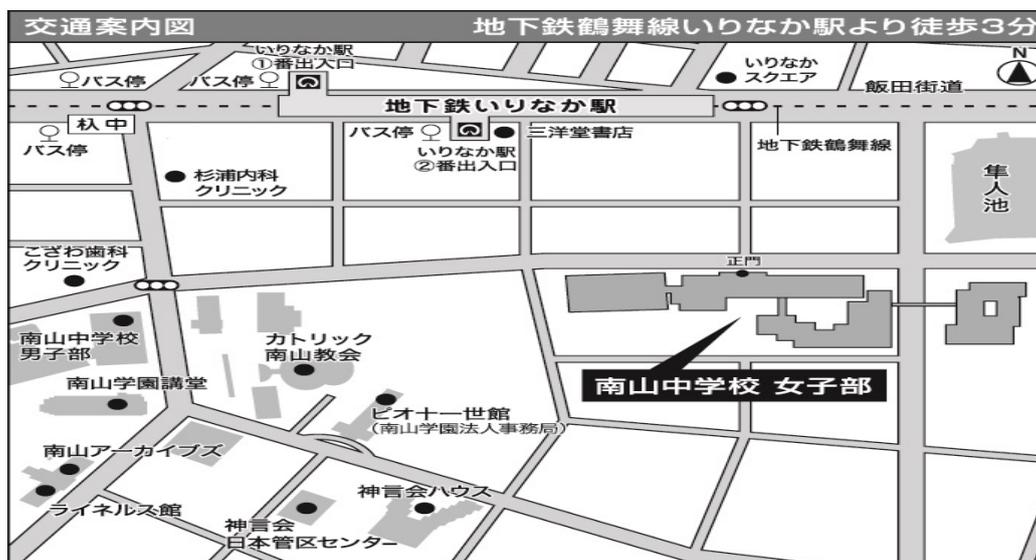 交通案内図
地下鉄鶴舞線いりなか駅より徒歩3分
いりなか駅
①番出入口
バス停
バス停
いりなか
スクエア
飯田街道
N
地下鉄いりなか駅
杁中
バス停
バス停
三洋堂書店
いりなか駅
②番出入口
地下鉄鶴舞線
杉浦内科
クリニック
隼人池
こざわ歯科
クリニック
正門
南山中学校
男子部
カトリック
南山教会
南山中学校 女子部
南山学園講堂
ピオ十一世館
(南山学園法人事務局)
南山アーカイブズ
ライネルス館
神言会ハウス
神言会
日本管区センター